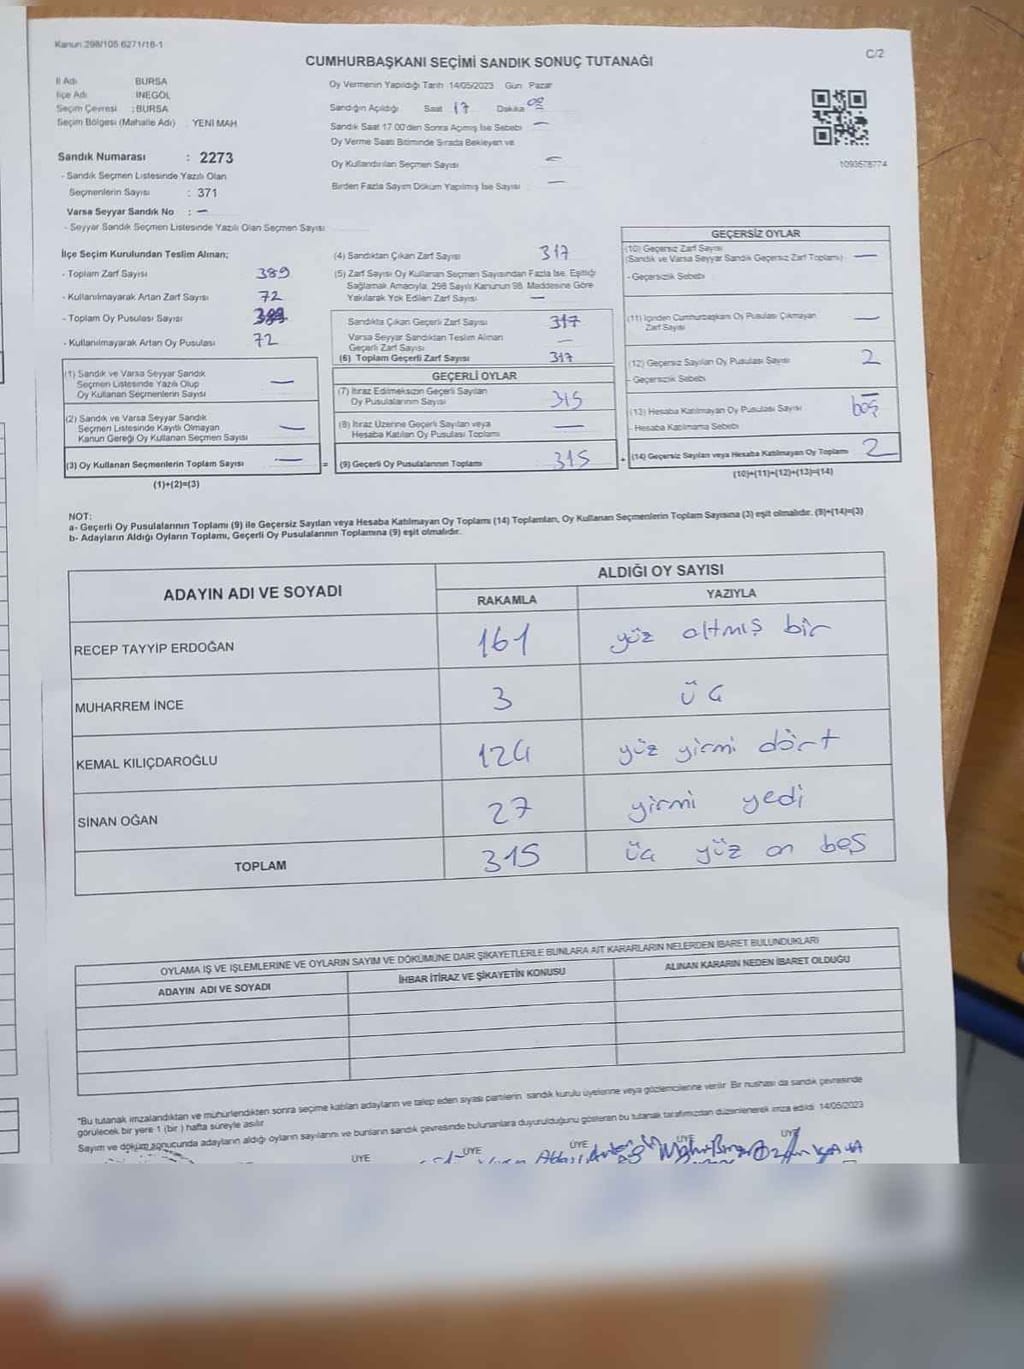 Kanun 298/105 6271/16-1
C/2
CUMHURBAŞKANI SEÇİMİ SANDIK SONUÇ TUTANAĞI
İl Adı BURSA
İlçe Adı İNEGÖL
Seçim Çevresi : BURSA
Seçim Bölgesi (Mahalle Adı) YENİ MAH
Sandık Numarası : 2273
- Sandık Seçmen Listesinde Yazılı Olan
Seçmenlerin Sayısı : 371
Varsa Seyyar Sandık No : —
- Seyyar Sandık Seçmen Listesinde Yazılı Olan Seçmen Sayısı
Oy Vermenin Yapıldığı Tarih 14/05/2023 Gün Pazar
Sandığın Açıldığı Saat 17 Dakika
Sandık Saat 17.00'den Sonra Açımış İse Sebebi —
Oy Verme Saati Bitiminde Sırada Bekleyen ve
Oy Kullandırılan Seçmen Sayısı —
Birden Fazla Sayım Döküm Yapılmış İse Sayısı —
1093578774
İlçe Seçim Kurulundan Teslim Alınan;
- Toplam Zarf Sayısı 389
- Kullanılmayarak Artan Zarf Sayısı 72
- Toplam Oy Pusulası Sayısı 389
- Kullanılmayarak Artan Oy Pusulası 72
(1) Sandık ve Varsa Seyyar Sandık
Seçmen Listesinde Yazılı Olup
Oy Kullanan Seçmenlerin Sayısı —
(2) Sandık ve Varsa Seyyar Sandık
Seçmen Listesinde Kayıtlı Olmayan
Kanun Gereği Oy Kullanan Seçmen Sayısı —
(3) Oy Kullanan Seçmenlerin Toplam Sayısı — =
(1)+(2)=(3)
(4) Sandıktan Çıkan Zarf Sayısı 317
(5) Zarf Sayısı Oy Kullanan Seçmen Sayısından Fazla İse, Eşitliği
Sağlamak Amacıyla, 298 Sayılı Kanunun 98. Maddesine Göre
Yakılarak Yok Edilen Zarf Sayısı —
Sandıkta Çıkan Geçerli Zarf Sayısı 317
Varsa Seyyar Sandıktan Teslim Alınan
Geçerli Zarf Sayısı —
(6) Toplam Geçerli Zarf Sayısı 317
GEÇERLİ OYLAR
(7) İtiraz Edilmeksizin Geçerli Sayılan
Oy Pusulalarının Sayısı 315
(8) İtiraz Üzerine Geçerli Sayılan veya
Hesaba Katılan Oy Pusulası Toplamı —
(9) Geçerli Oy Pusulalarının Toplamı 315 +
GEÇERSİZ OYLAR
(10) Geçersiz Zarf Sayısı
(Sandık ve Varsa Seyyar Sandık Geçersiz Zarf Toplamı) —
- Geçersizlik Sebebi
(11) İçinden Cumhurbaşkanı Oy Pusulası Çıkmayan
Zarf Sayısı —
(12) Geçersiz Sayılan Oy Pusulası Sayısı 2
- Geçersizlik Sebebi
(13) Hesaba Katılmayan Oy Pusulası Sayısı —
- Hesaba Katılmama Sebebi boş
(14) Geçersiz Sayılan veya Hesaba Katılmayan Oy Toplamı 2
(10)+(11)+(12)+(13)=(14)
NOT:
a- Geçerli Oy Pusulalarının Toplamı (9) ile Geçersiz Sayılan veya Hesaba Katılmayan Oy Toplamı (14) Toplamları, Oy Kullanan Seçmenlerin Toplam Sayısına (3) eşit olmalıdır. (9)+(14)=(3)
b- Adayların Aldığı Oyların Toplamı, Geçerli Oy Pusulalarının Toplamına (9) eşit olmalıdır.
ADAYIN ADI VE SOYADI
ALDIĞI OY SAYISI
RAKAMLA YAZIYLA
RECEP TAYYİP ERDOĞAN 161 yüz altmış bir
MUHARREM İNCE 3 üç
KEMAL KILIÇDAROĞLU 124 yüz yirmi dört
SİNAN OĞAN 27 yirmi yedi
TOPLAM 315 üç yüz on beş
OYLAMA İŞ VE İŞLEMLERİNE VE OYLARIN SAYIM VE DÖKÜMÜNE DAİR ŞİKAYETLERLE BUNLARA AİT KARARLARIN NELERDEN İBARET BULUNDUKLARI
ADAYIN ADI VE SOYADI İHBAR İTİRAZ VE ŞİKAYETİN KONUSU ALINAN KARARIN NEDEN İBARET OLDUĞU
"Bu tutanak imzalandıktan ve mühürlendikten sonra seçime katılan adayların ve talep eden siyasi partilerin sandık kurulu üyelerine veya gözlemcilerine verilir. Bir nushası da sandık çevresinde
görülecek bir yere 1 (bir) hafta süreyle asılır
Sayım ve döküm sonucunda adayların aldığı oyların sayılarını ve bunların sandık çevresinde bulunanlara duyurulduğunu gösteren bu tutanak tarafımızdan düzenlenerek imza edildi. 14/05/2023
ÜYE ÜYE ÜYE ÜYE ÜYE